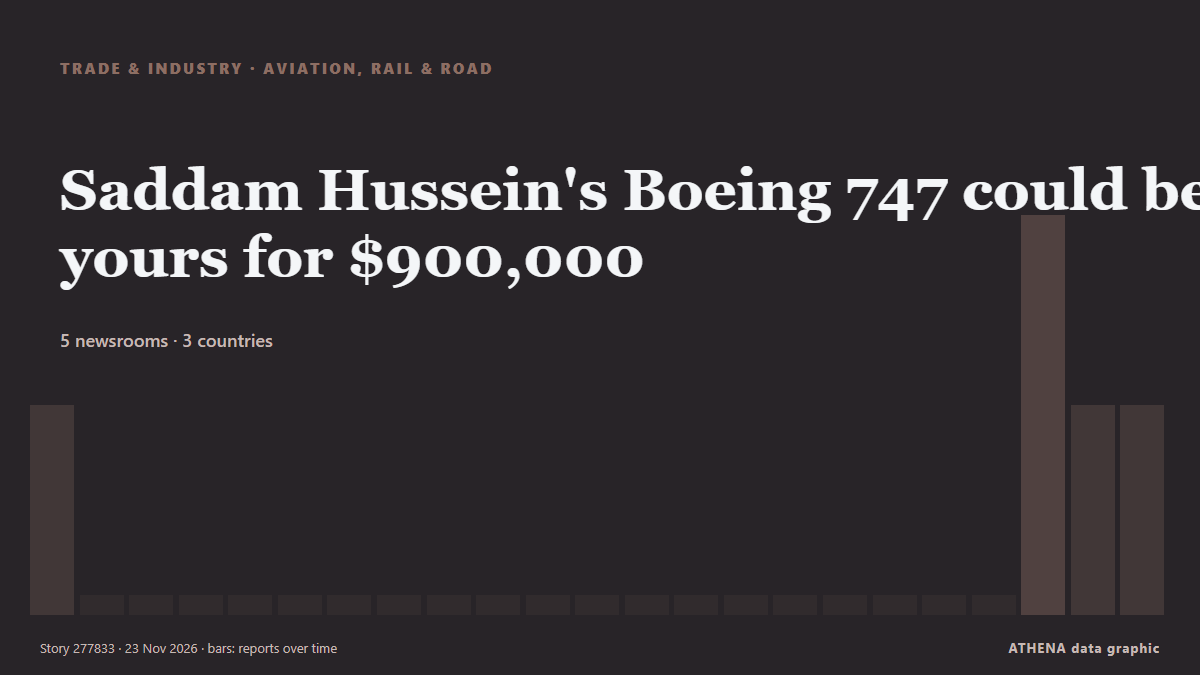 TRADE & INDUSTRY · AVIATION, RAIL & ROAD
Saddam Hussein's Boeing 747 could be
yours for $900,000
5 newsrooms · 3 countries
Story 277833 · 23 Nov 2026 · bars: reports over time
ATHENA data graphic